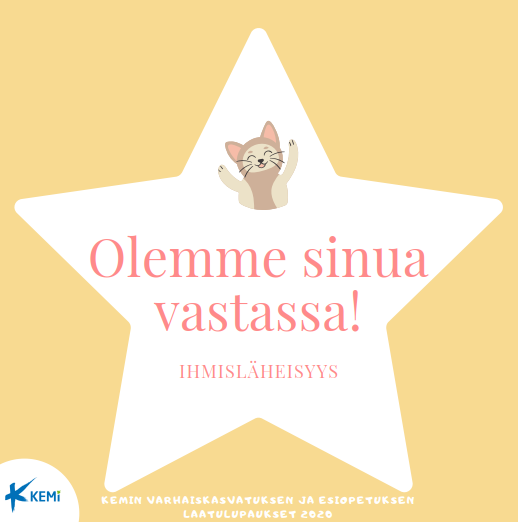 Olemme sinua
vastassa!
IHMISLÄHEISYYS
KEMI
KEMIN VARHAISKASVATUKSEN JA ESIOPETUKSEN
LAATULUPAUKSET 2020